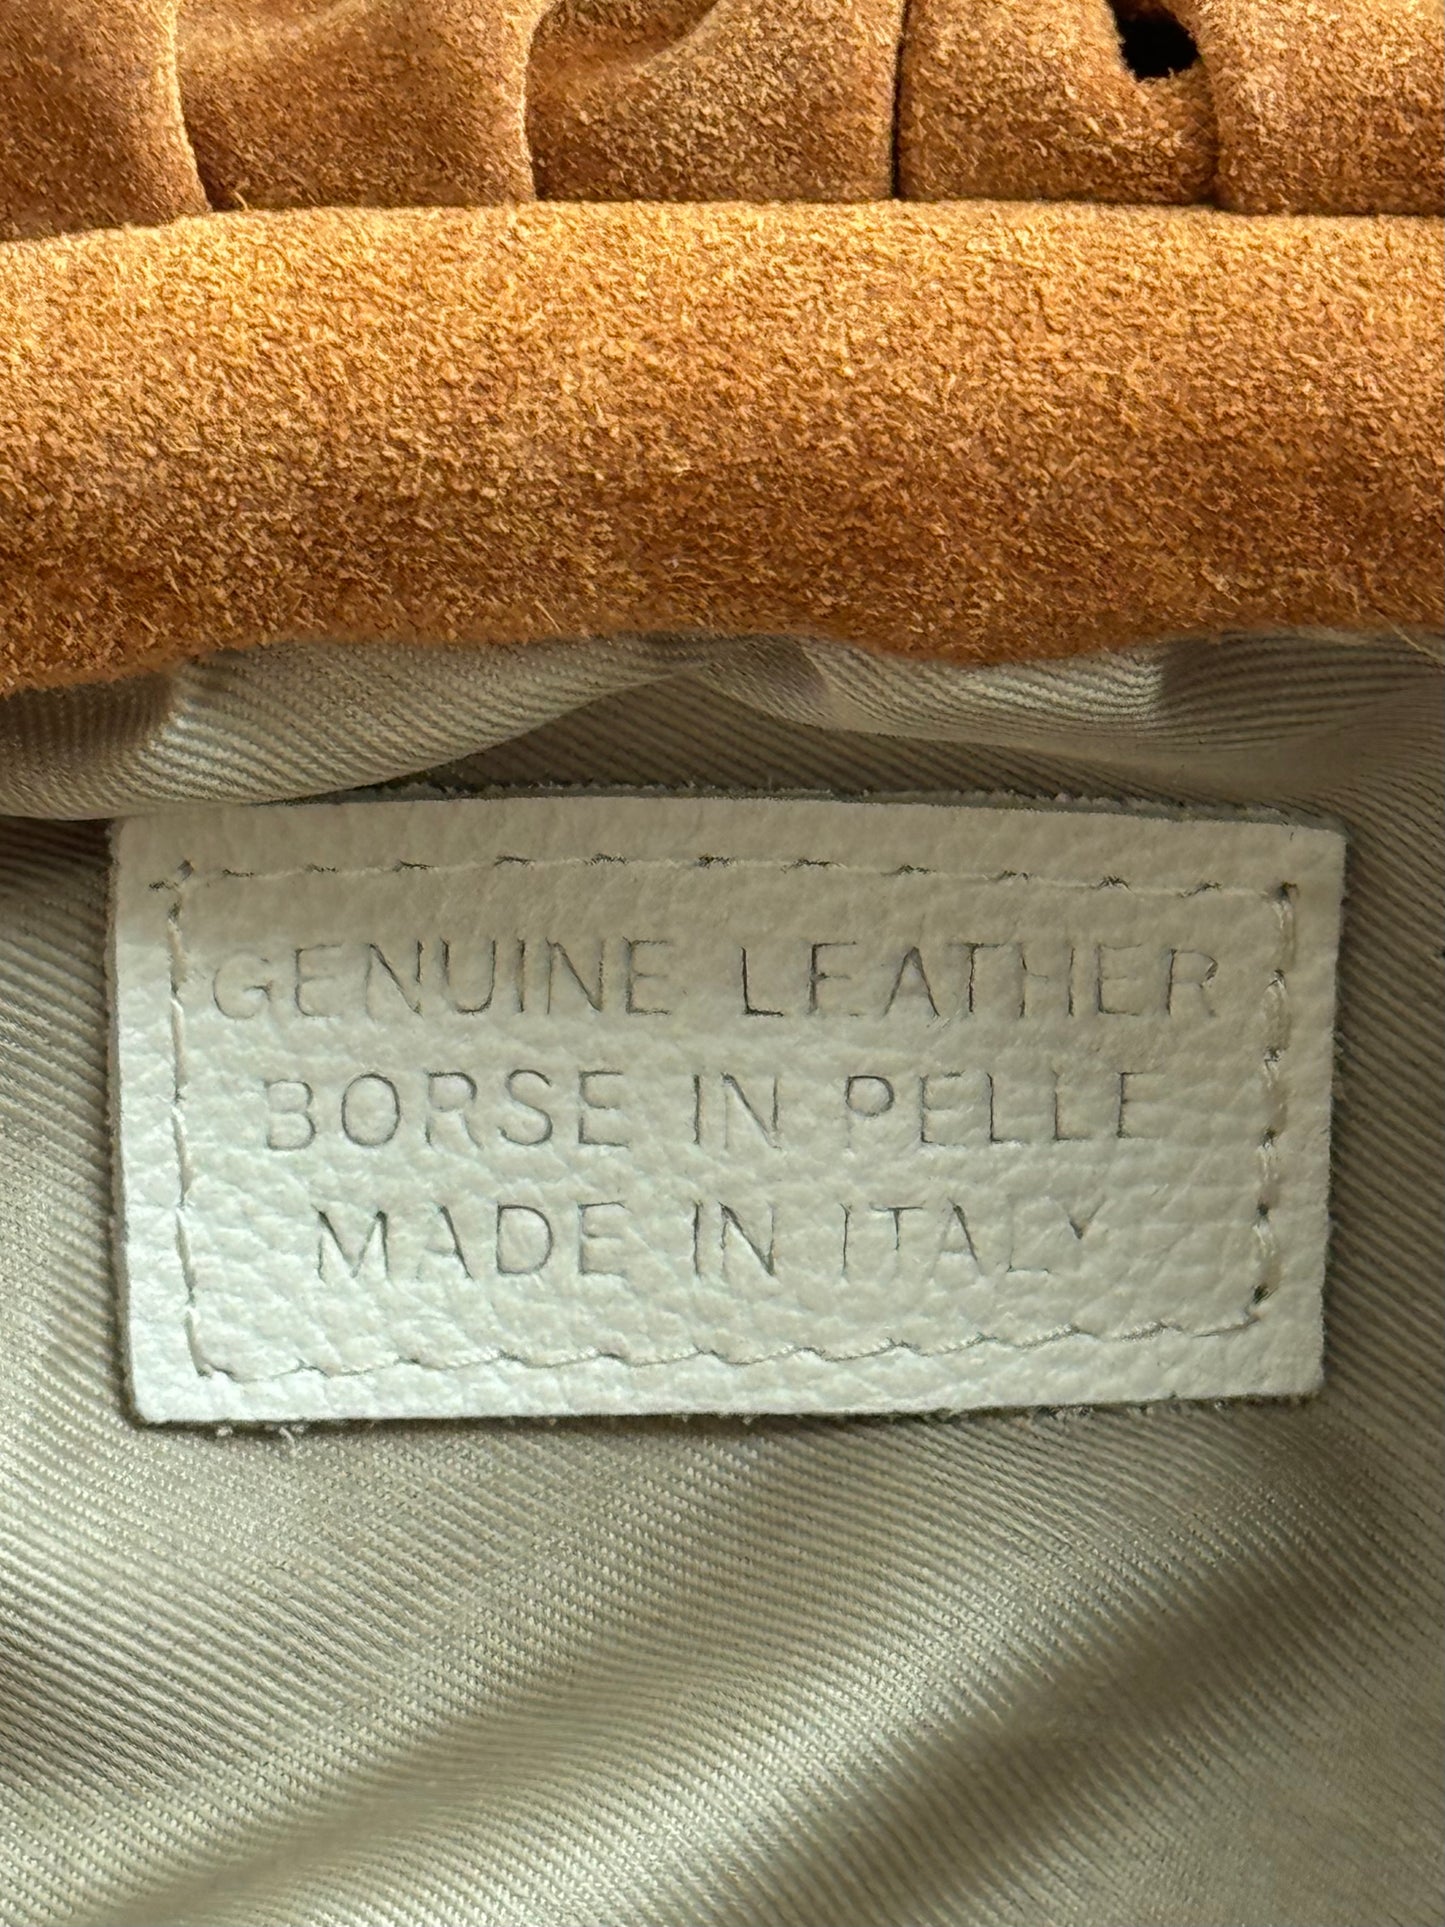 GENUINE LEATHER
BORSE IN PELLE
MADE IN ITALY